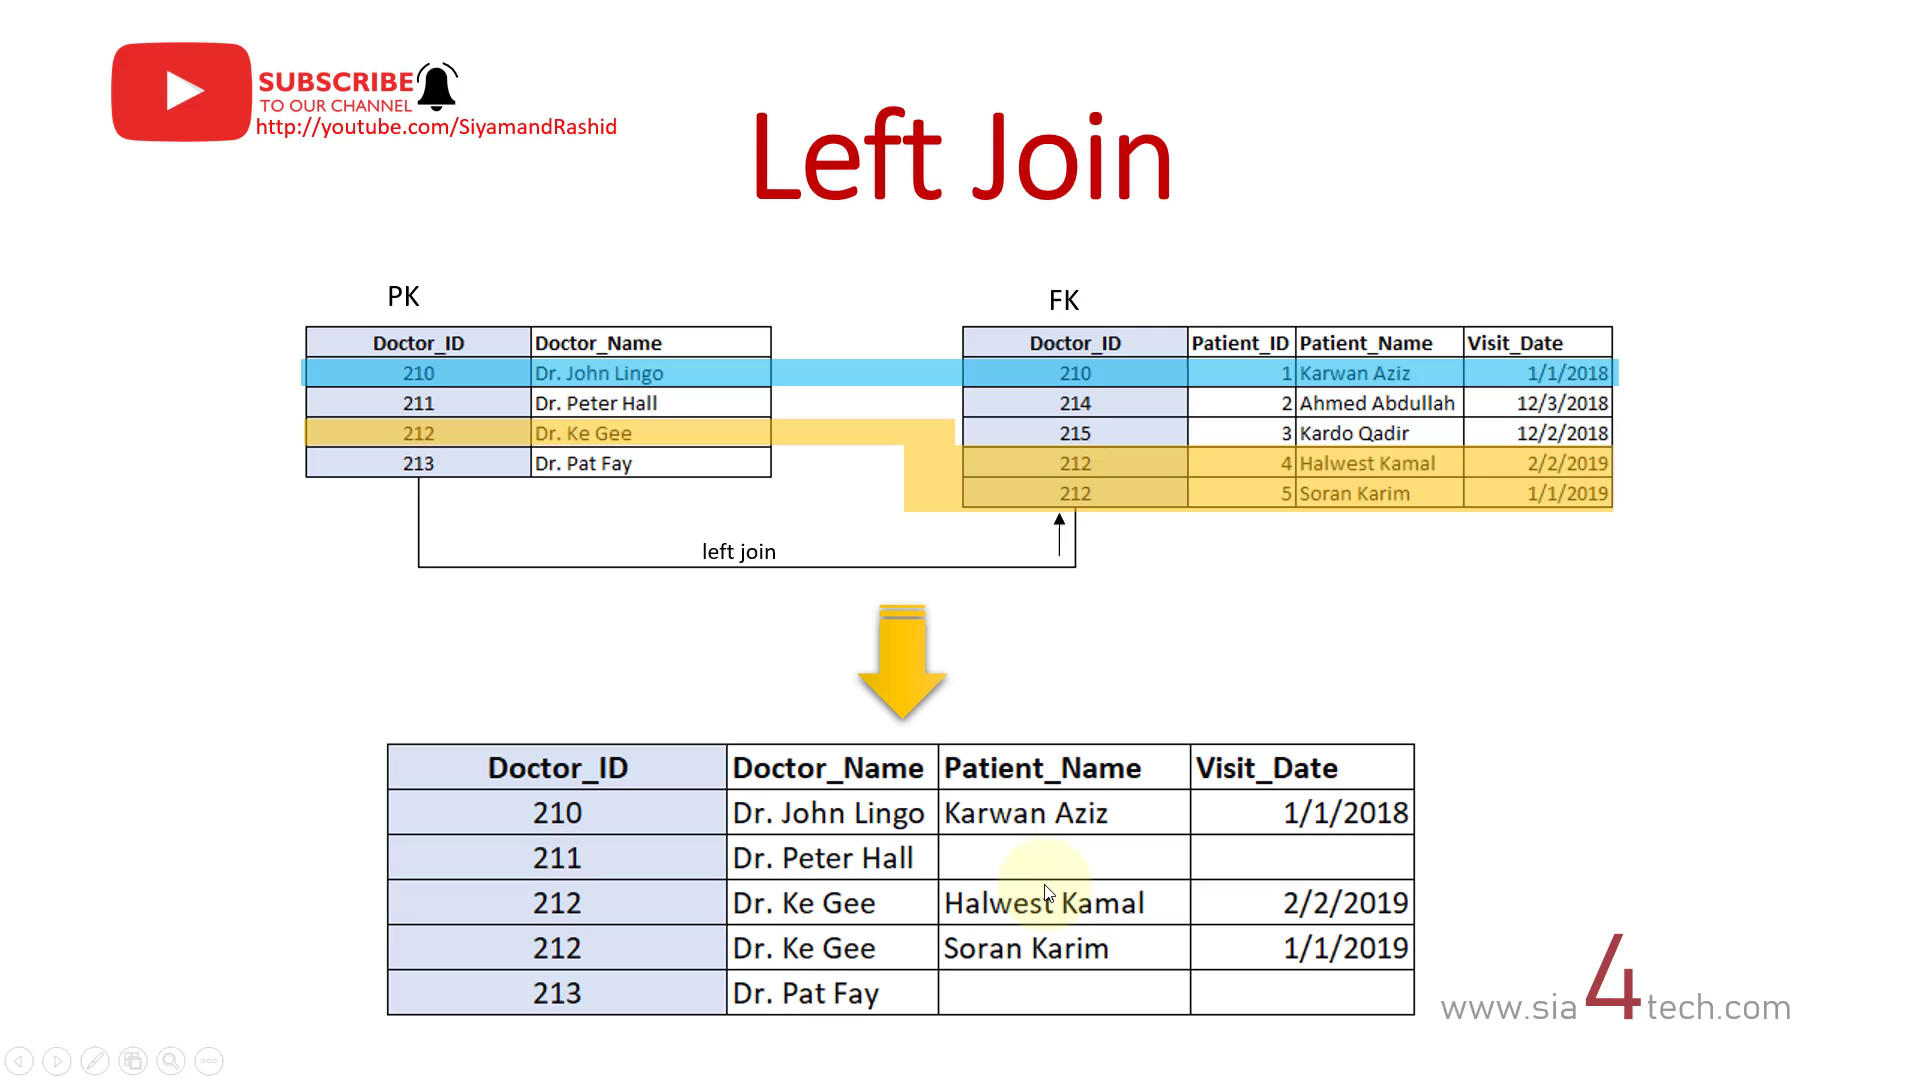 SUBSCRIBE
TO OUR CHANNEL
http://youtube.com/SiyamandRashid
Left Join
PK
Doctor_ID Doctor_Name
210 Dr. John Lingo
211 Dr. Peter Hall
212 Dr. Ke Gee
213 Dr. Pat Fay
FK
Doctor_ID Patient_ID Patient_Name Visit_Date
210 1 Karwan Aziz 1/1/2018
214 2 Ahmed Abdullah 12/3/2018
215 3 Kardo Qadir 12/2/2018
212 4 Halwest Kamal 2/2/2019
212 5 Soran Karim 1/1/2019
left join
Doctor_ID Doctor_Name Patient_Name Visit_Date
210 Dr. John Lingo Karwan Aziz 1/1/2018
211 Dr. Peter Hall
212 Dr. Ke Gee Halwest Kamal 2/2/2019
212 Dr. Ke Gee Soran Karim 1/1/2019
213 Dr. Pat Fay
www.sia4tech.com